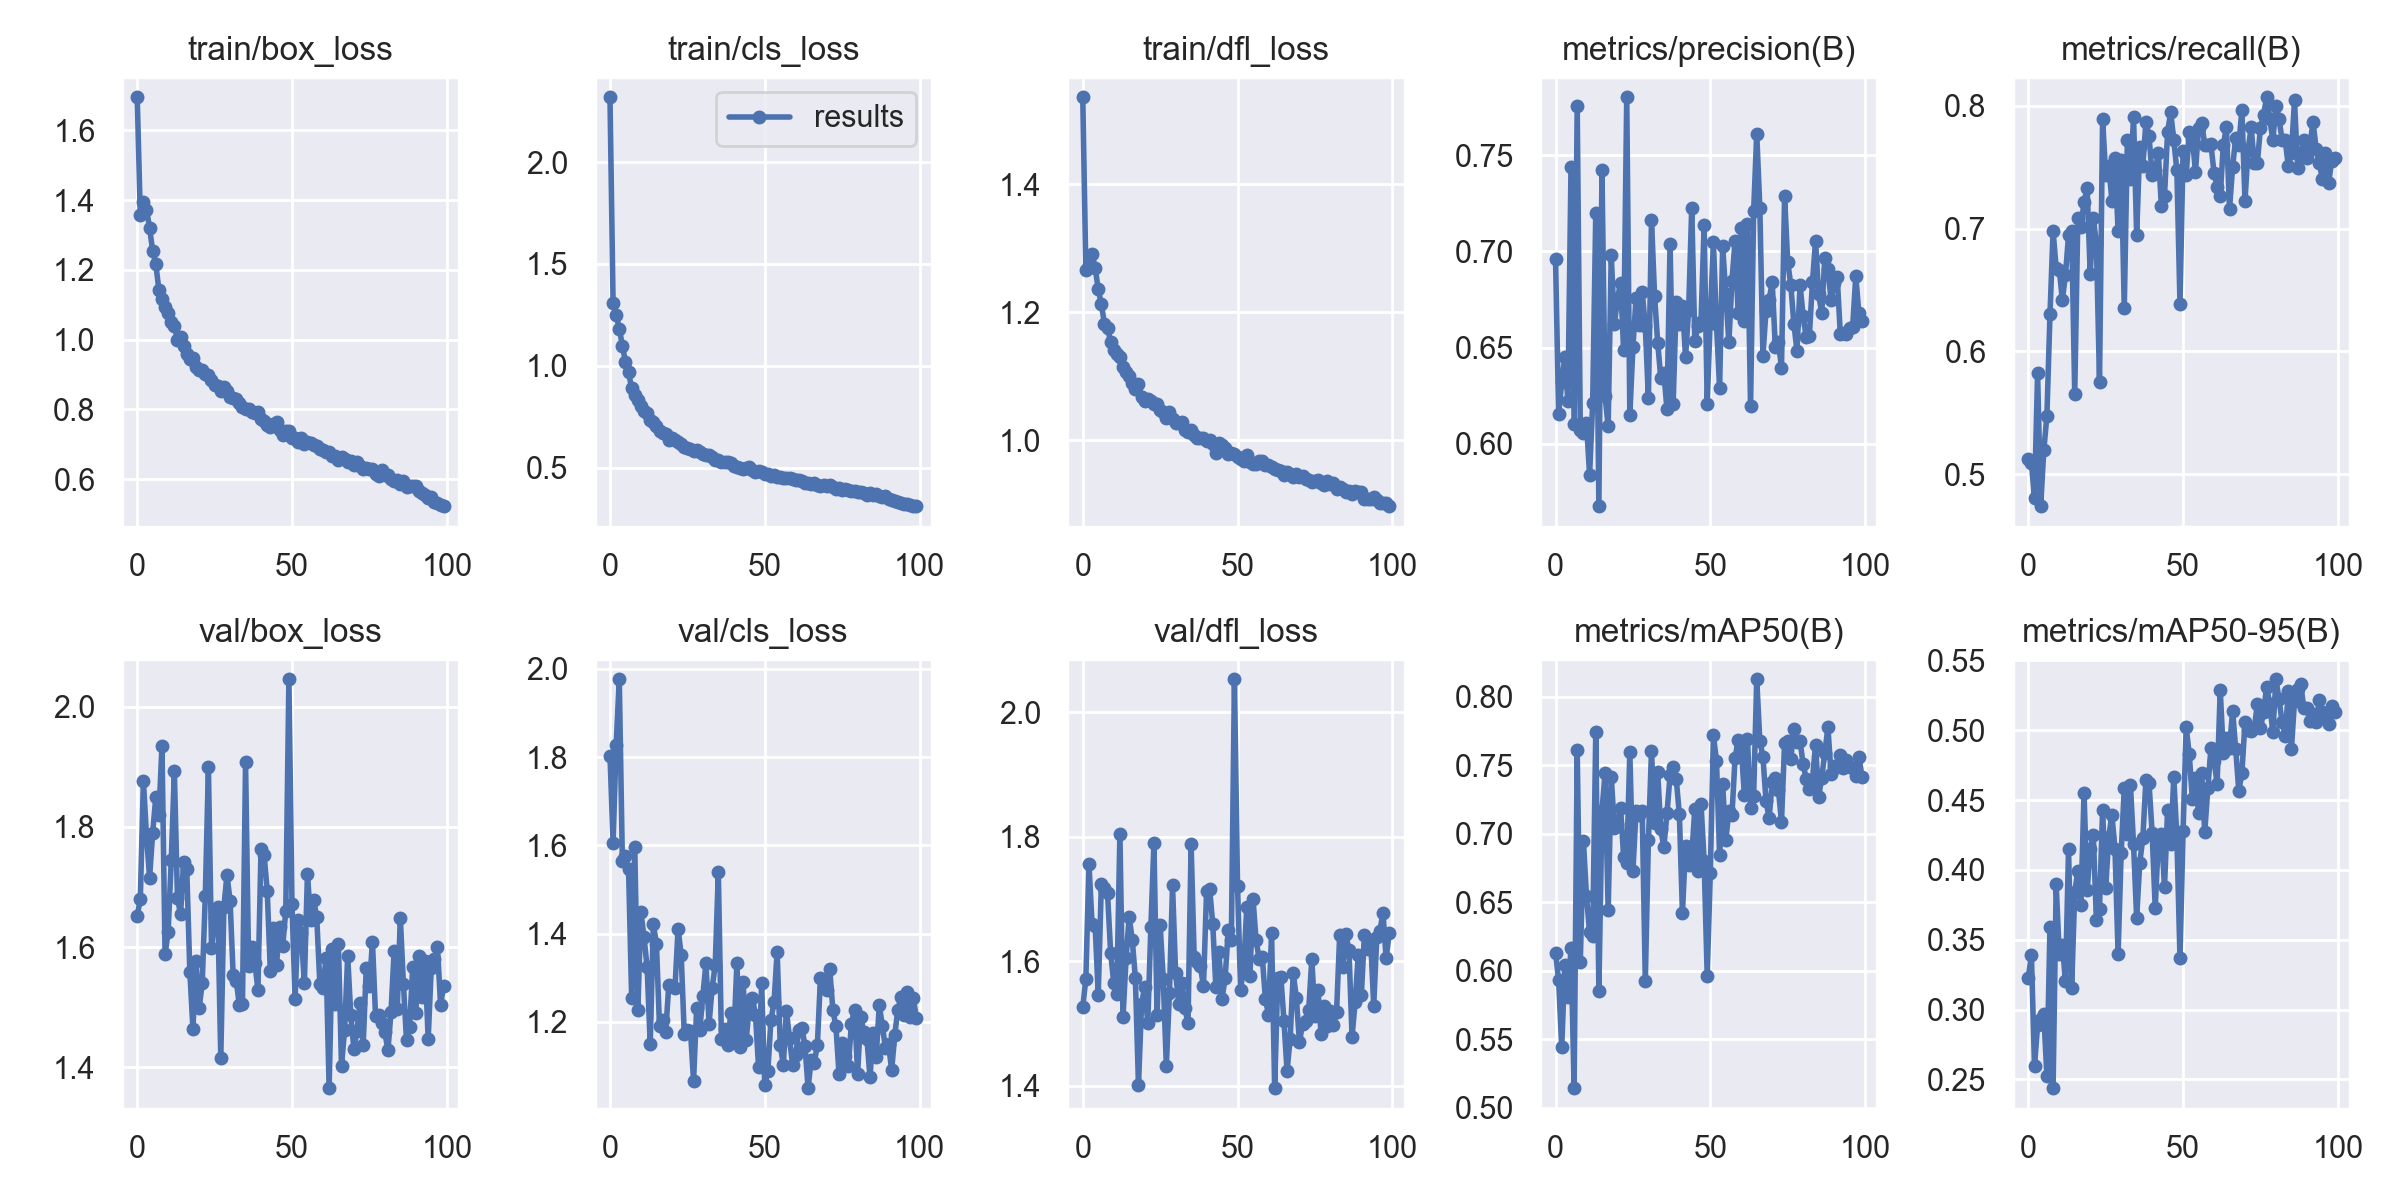 train/box_loss
train/cls_loss
train/dfl_loss
metrics/precision(B)
metrics/recall(B)
results
1.6
1.4
1.2
1.0
0.8
0.6
0 50 100
2.0
1.5
1.0
0.5
0 50 100
1.4
1.2
1.0
0 50 100
0.75
0.70
0.65
0.60
0 50 100
0.8
0.7
0.6
0.5
0 50 100
val/box_loss
val/cls_loss
val/dfl_loss
metrics/mAP50(B)
metrics/mAP50-95(B)
2.0
1.8
1.6
1.4
0 50 100
2.0
1.8
1.6
1.4
1.2
0 50 100
2.0
1.8
1.6
1.4
0 50 100
0.80
0.75
0.70
0.65
0.60
0.55
0.50
0 50 100
0.55
0.50
0.45
0.40
0.35
0.30
0.25
0 50 100